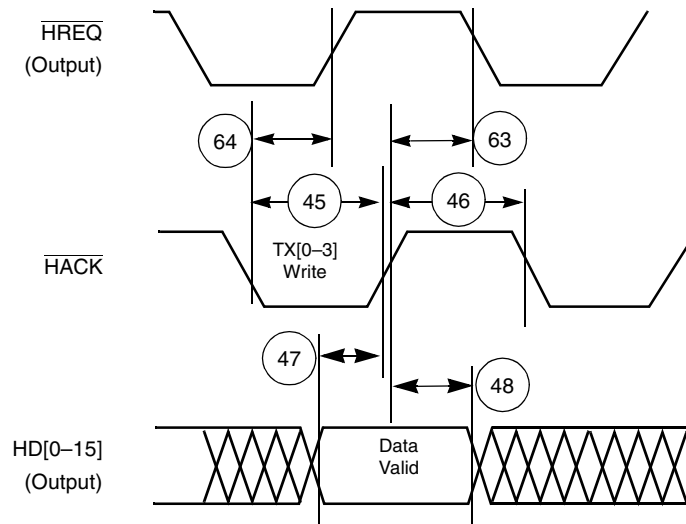 HREQ
(Output)
64
63
45
46
HACK
TX[0–3]
Write
47
48
HD[0–15]
(Output)
Data
Valid